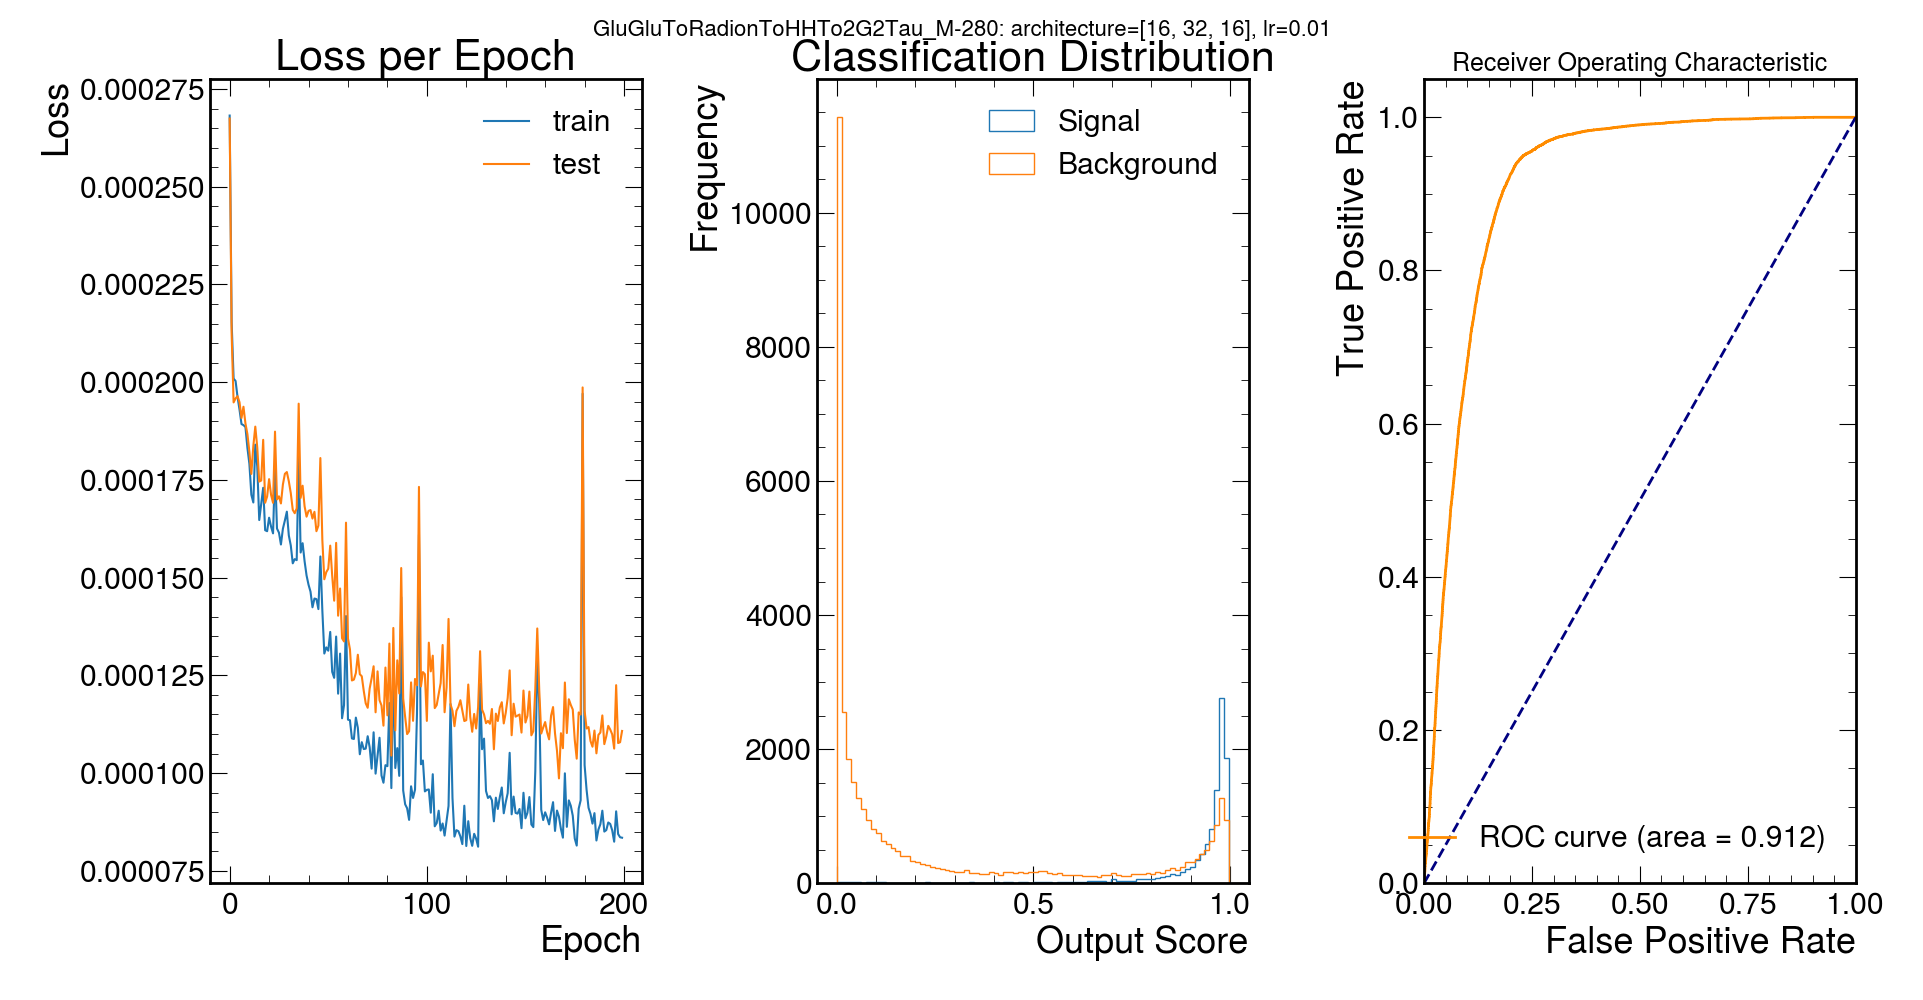 GluGluToRadionToHHTo2G2Tau_M-280: architecture=[16, 32, 16], lr=0.01
Loss per Epoch
Loss
0.000275
0.000250
0.000225
0.000200
0.000175
0.000150
0.000125
0.000100
0.000075
train
test
0 100 200
Epoch
Classification Distribution
Frequency
10000
8000
6000
4000
2000
0
Signal
Background
0.0 0.5 1.0
Output Score
Receiver Operating Characteristic
True Positive Rate
1.0
0.8
0.6
0.4
0.2
0.0
ROC curve (area = 0.912)
0.00 0.25 0.50 0.75 1.00
False Positive Rate